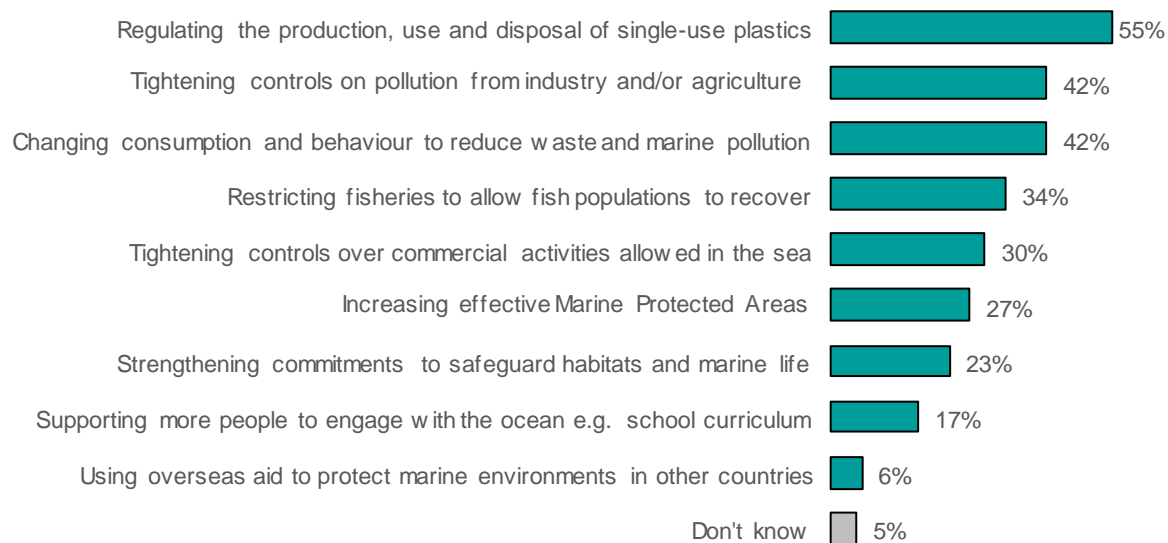 Regulating the production, use and disposal of single-use plastics 55%
Tightening controls on pollution from industry and/or agriculture 42%
Changing consumption and behaviour to reduce waste and marine pollution 42%
Restricting fisheries to allow fish populations to recover 34%
Tightening controls over commercial activities allowed in the sea 30%
Increasing effective Marine Protected Areas 27%
Strengthening commitments to safeguard habitats and marine life 23%
Supporting more people to engage with the ocean e.g. school curriculum 17%
Using overseas aid to protect marine environments in other countries 6%
Don't know 5%